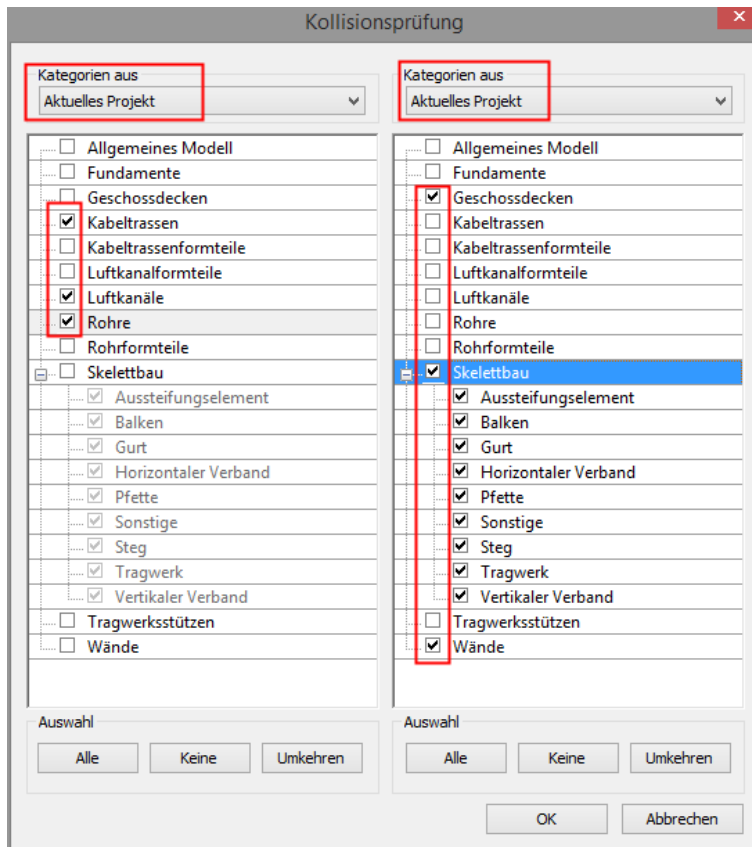 Kollisionsprüfung
Kategorien aus
Aktuelles Projekt
Allgemeines Modell
Fundamente
Geschossdecken
Kabeltrassen
Kabeltrassenformteile
Luftkanalformteile
Luftkanäle
Rohre
Rohrformteile
Skelettbau
Aussteifungselement
Balken
Gurt
Horizontaler Verband
Pfette
Sonstige
Steg
Tragwerk
Vertikaler Verband
Tragwerksstützen
Wände
Auswahl
Alle Keine Umkehren
Kategorien aus
Aktuelles Projekt
Allgemeines Modell
Fundamente
Geschossdecken
Kabeltrassen
Kabeltrassenformteile
Luftkanalformteile
Luftkanäle
Rohre
Rohrformteile
Skelettbau
Aussteifungselement
Balken
Gurt
Horizontaler Verband
Pfette
Sonstige
Steg
Tragwerk
Vertikaler Verband
Tragwerksstützen
Wände
Auswahl
Alle Keine Umkehren
OK Abbrechen